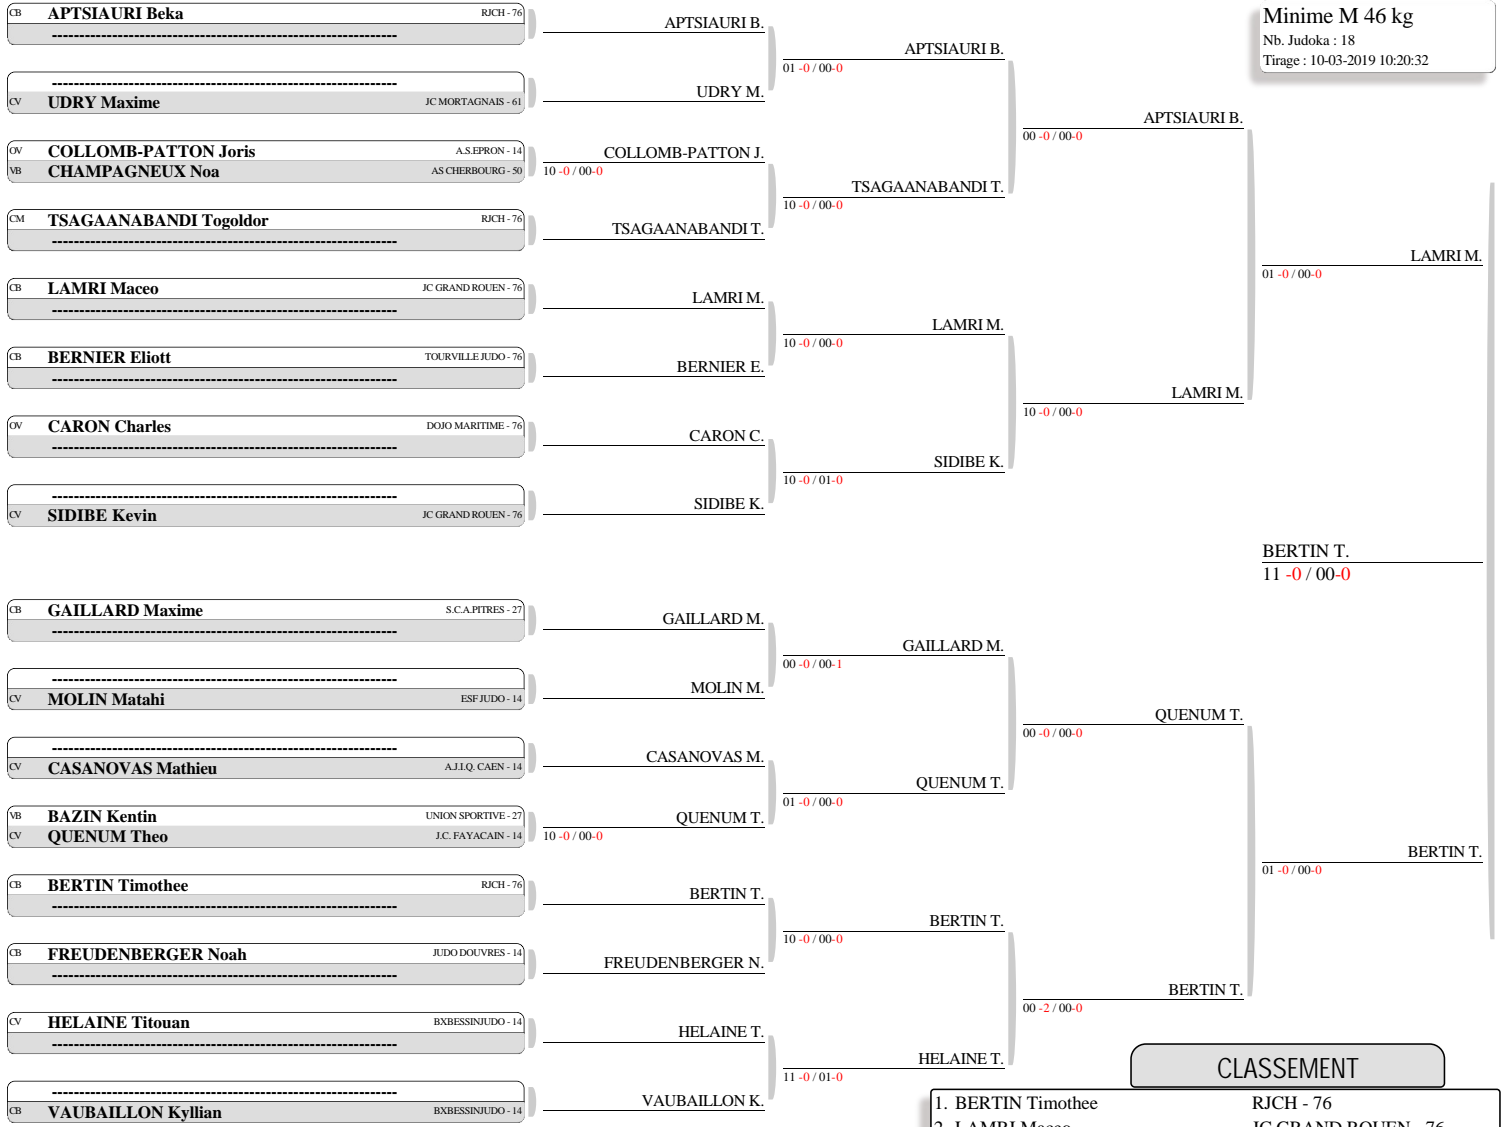 Minime M 46 kg
Nb. Judoka : 18
Tirage : 10-03-2019 10:20:32
CB APTSIAURI Beka RJCH - 76
----------------------------------------------------------------
----------------------------------------------------------------
CV UDRY Maxime JC MORTAGNAIS - 61
OV COLLOMB-PATTON Joris A.S.EPRON - 14
VB CHAMPAGNEUX Noa AS CHERBOURG - 50
CM TSAGAANABANDI Togoldor RJCH - 76
----------------------------------------------------------------
CB LAMRI Maceo JC GRAND ROUEN - 76
----------------------------------------------------------------
CB BERNIER Eliott TOURVILLE JUDO - 76
----------------------------------------------------------------
OV CARON Charles DOJO MARITIME - 76
----------------------------------------------------------------
----------------------------------------------------------------
CV SIDIBE Kevin JC GRAND ROUEN - 76
CB GAILLARD Maxime S.C.A.PITRES - 27
----------------------------------------------------------------
----------------------------------------------------------------
CV MOLIN Matahi ESF JUDO - 14
----------------------------------------------------------------
CV CASANOVAS Mathieu A.J.I.Q. CAEN - 14
VB BAZIN Kentin UNION SPORTIVE - 27
CV QUENUM Theo J.C. FAYACAIN - 14
CB BERTIN Timothee RJCH - 76
----------------------------------------------------------------
CB FREUDENBERGER Noah JUDO DOUVRES - 14
----------------------------------------------------------------
CV HELAINE Titouan BXBESSINJUDO - 14
----------------------------------------------------------------
----------------------------------------------------------------
CB VAUBAILLON Kyllian BXBESSINJUDO - 14
APTSIAURI B.
UDRY M.
COLLOMB-PATTON J.
10 -0 / 00-0
TSAGAANABANDI T.
LAMRI M.
BERNIER E.
CARON C.
SIDIBE K.
GAILLARD M.
MOLIN M.
CASANOVAS M.
QUENUM T.
10 -0 / 00-0
BERTIN T.
FREUDENBERGER N.
HELAINE T.
VAUBAILLON K.
APTSIAURI B.
01 -0 / 00-0
TSAGAANABANDI T.
10 -0 / 00-0
LAMRI M.
10 -0 / 00-0
SIDIBE K.
10 -0 / 01-0
GAILLARD M.
00 -0 / 00-1
QUENUM T.
01 -0 / 00-0
BERTIN T.
10 -0 / 00-0
HELAINE T.
11 -0 / 01-0
APTSIAURI B.
00 -0 / 00-0
LAMRI M.
10 -0 / 00-0
QUENUM T.
00 -0 / 00-0
BERTIN T.
00 -2 / 00-0
LAMRI M.
01 -0 / 00-0
BERTIN T.
11 -0 / 00-0
BERTIN T.
01 -0 / 00-0
CLASSEMENT
1. BERTIN Timothee RJCH - 76
2. LAMRI Maceo JC GRAND ROUEN - 76